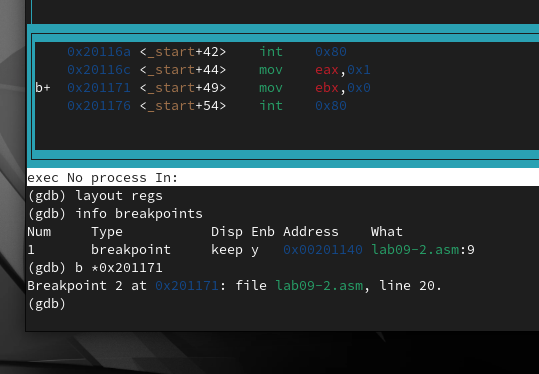 0x20116a <_start+42> int 0x80
0x20116c <_start+44> mov eax,0x1
b+ 0x201171 <_start+49> mov ebx,0x0
0x201176 <_start+54> int 0x80
exec No process In:
(gdb) layout regs
(gdb) info breakpoints
Num Type Disp Enb Address What
1 breakpoint keep y 0x00201140 lab09-2.asm:9
(gdb) b *0x201171
Breakpoint 2 at 0x201171: file lab09-2.asm, line 20.
(gdb)